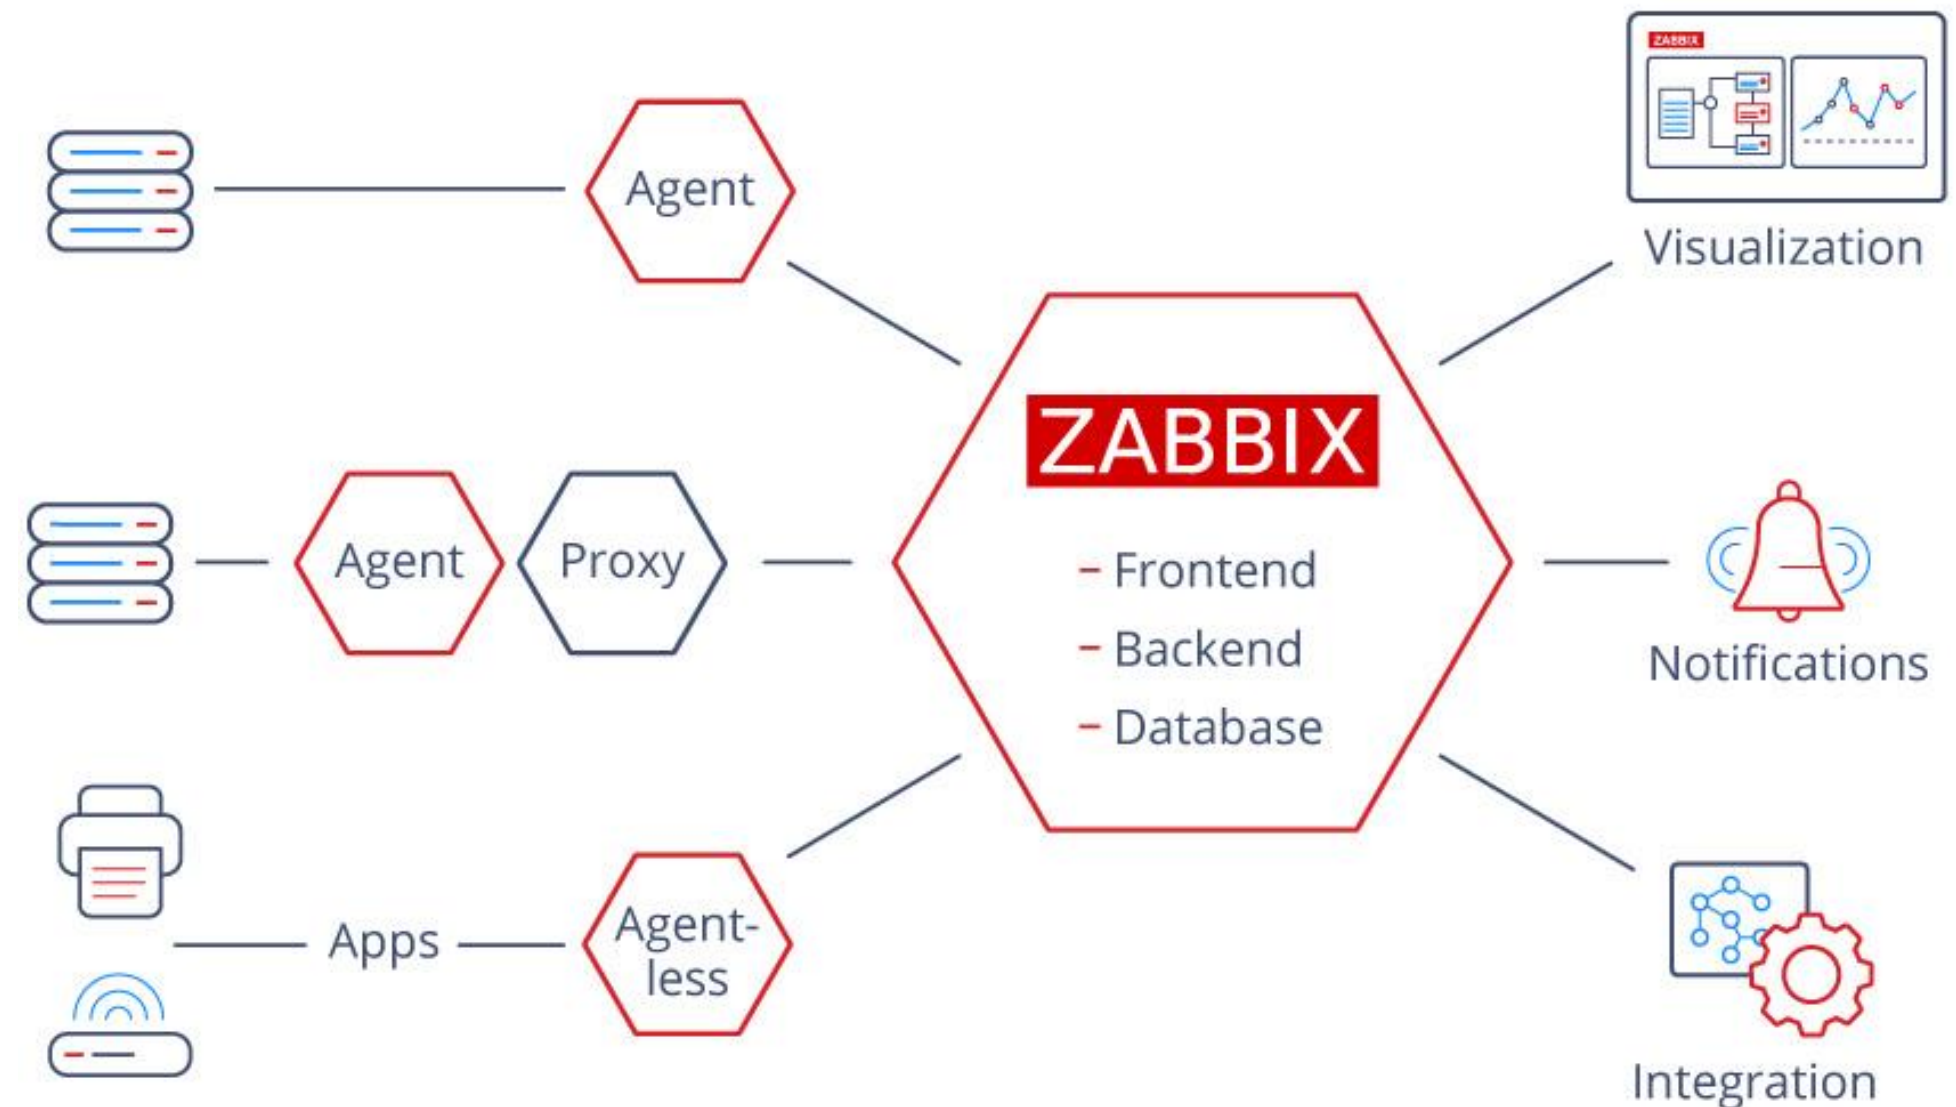 ZABBIX
Visualization
Agent
ZABBIX
- Frontend
- Backend
- Database
Agent
Proxy
Notifications
Apps
Agent-
less
Integration